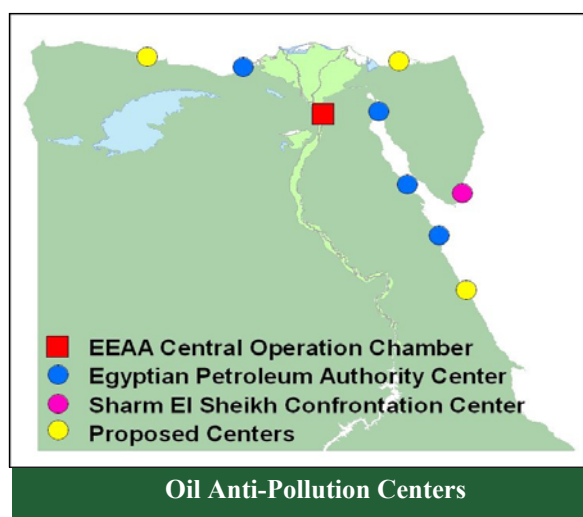 EEAA Central Operation Chamber
Egyptian Petroleum Authority Center
Sharm El Sheikh Confrontation Center
Proposed Centers
Oil Anti-Pollution Centers